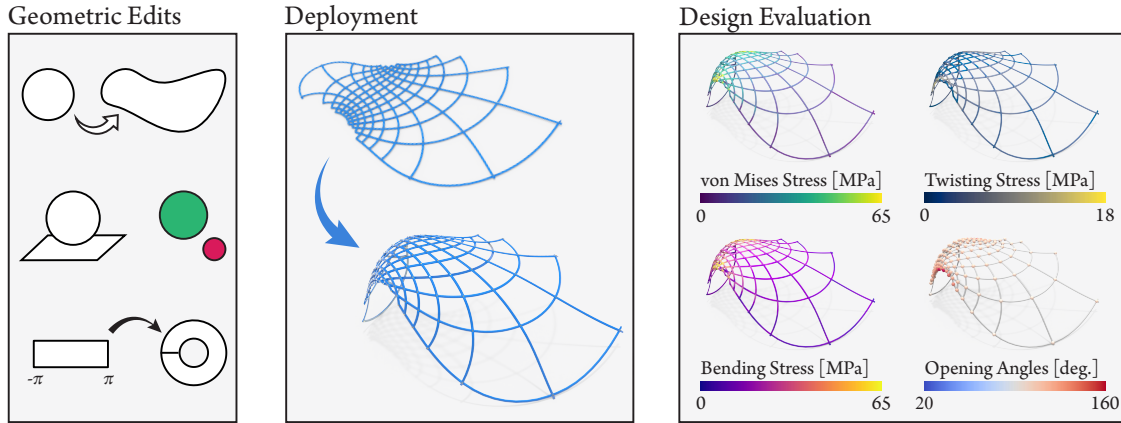 Geometric Edits
Deployment
Design Evaluation
-π π
von Mises Stress [MPa]
0 65
Twisting Stress [MPa]
0 18
Bending Stress [MPa]
0 65
Opening Angles [deg.]
20 160